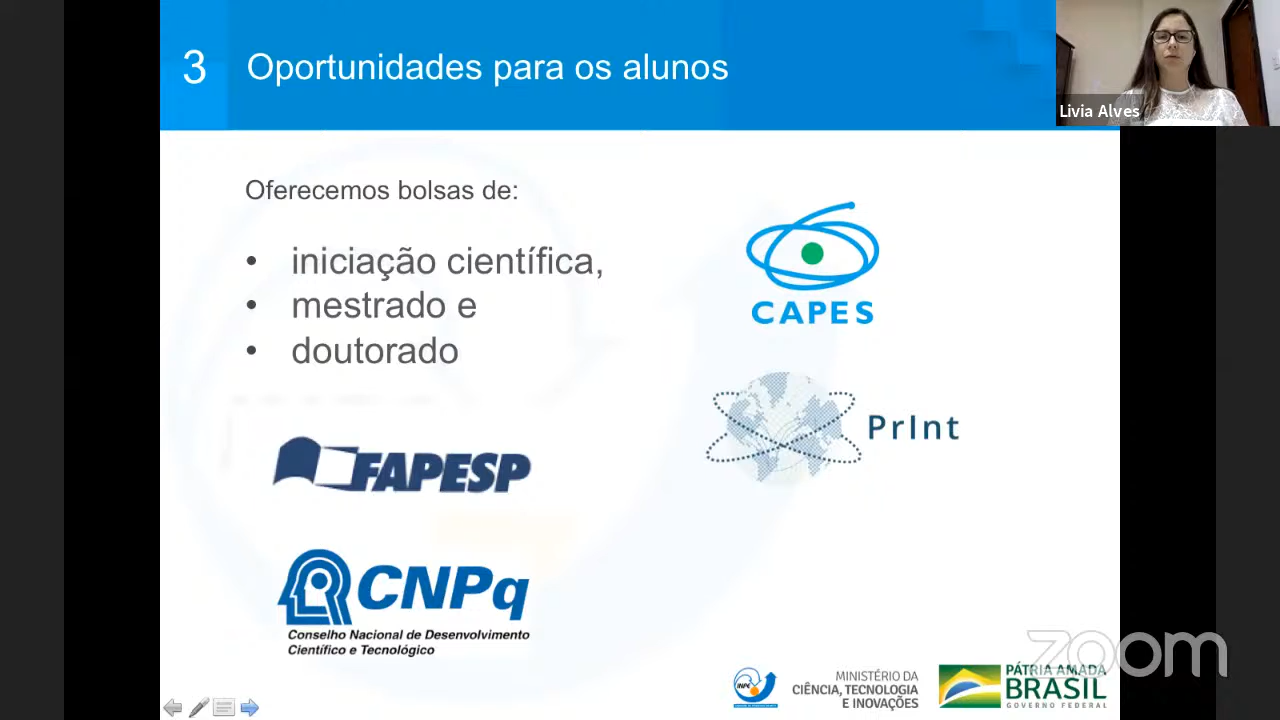 3 Oportunidades para os alunos
Livia Alves
Oferecemos bolsas de:
• iniciação científica,
• mestrado e
• doutorado
CAPES
PrInt
FAPESP
CNPq
Conselho Nacional de Desenvolvimento
Científico e Tecnológico
zoom
INPE
MINISTÉRIO DA
CIÊNCIA, TECNOLOGIA
E INOVAÇÕES
PÁTRIA AMADA
BRASIL
GOVERNO FEDERAL